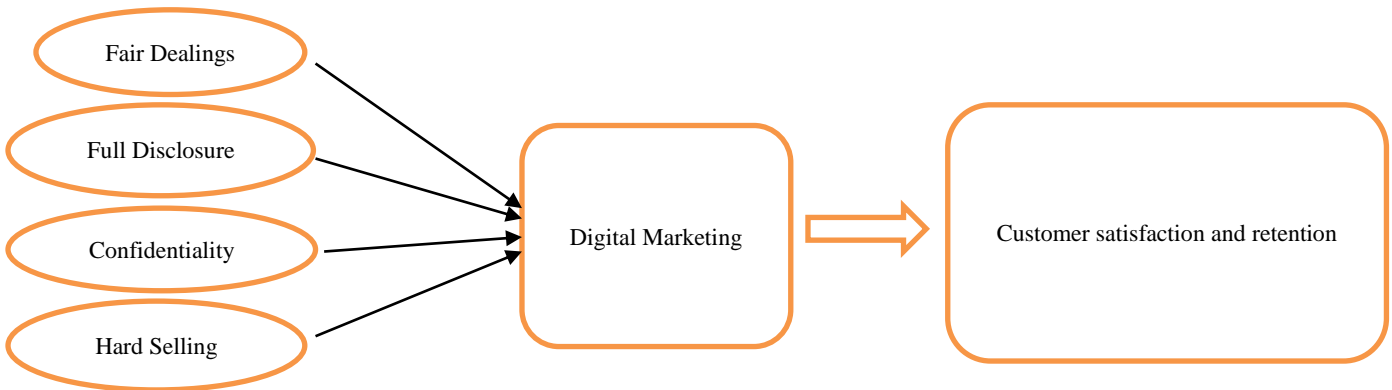 Fair Dealings
Full Disclosure
Confidentiality
Hard Selling
Digital Marketing
Customer satisfaction and retention